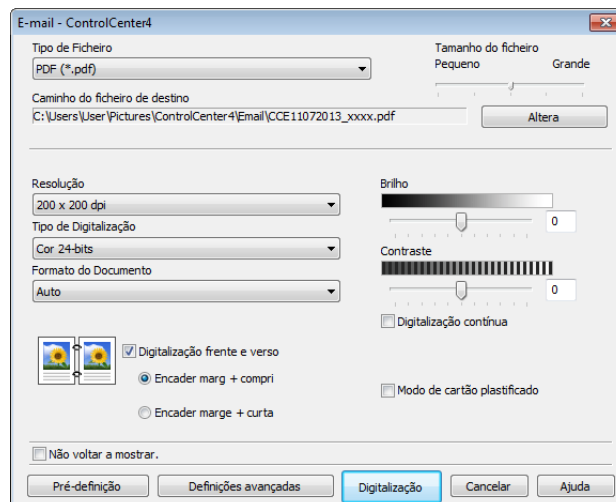 E-mail - ControlCenter4
Tipo de Ficheiro
PDF (*.pdf)
Tamanho do ficheiro
Pequeno Grande
Caminho do ficheiro de destino
C:\Users\User\Pictures\ControlCenter4\Email\CCE11072013_xxxx.pdf
Altera
Resolução
200 x 200 dpi
Tipo de Digitalização
Cor 24-bits
Formato do Documento
Auto
Brilho
0
Contraste
0
Digitalização contínua
Digitalização frente e verso
Encader marg + compri
Encader marge + curta
Modo de cartão plastificado
Não voltar a mostrar.
Pré-definição Definições avançadas Digitalização Cancelar Ajuda